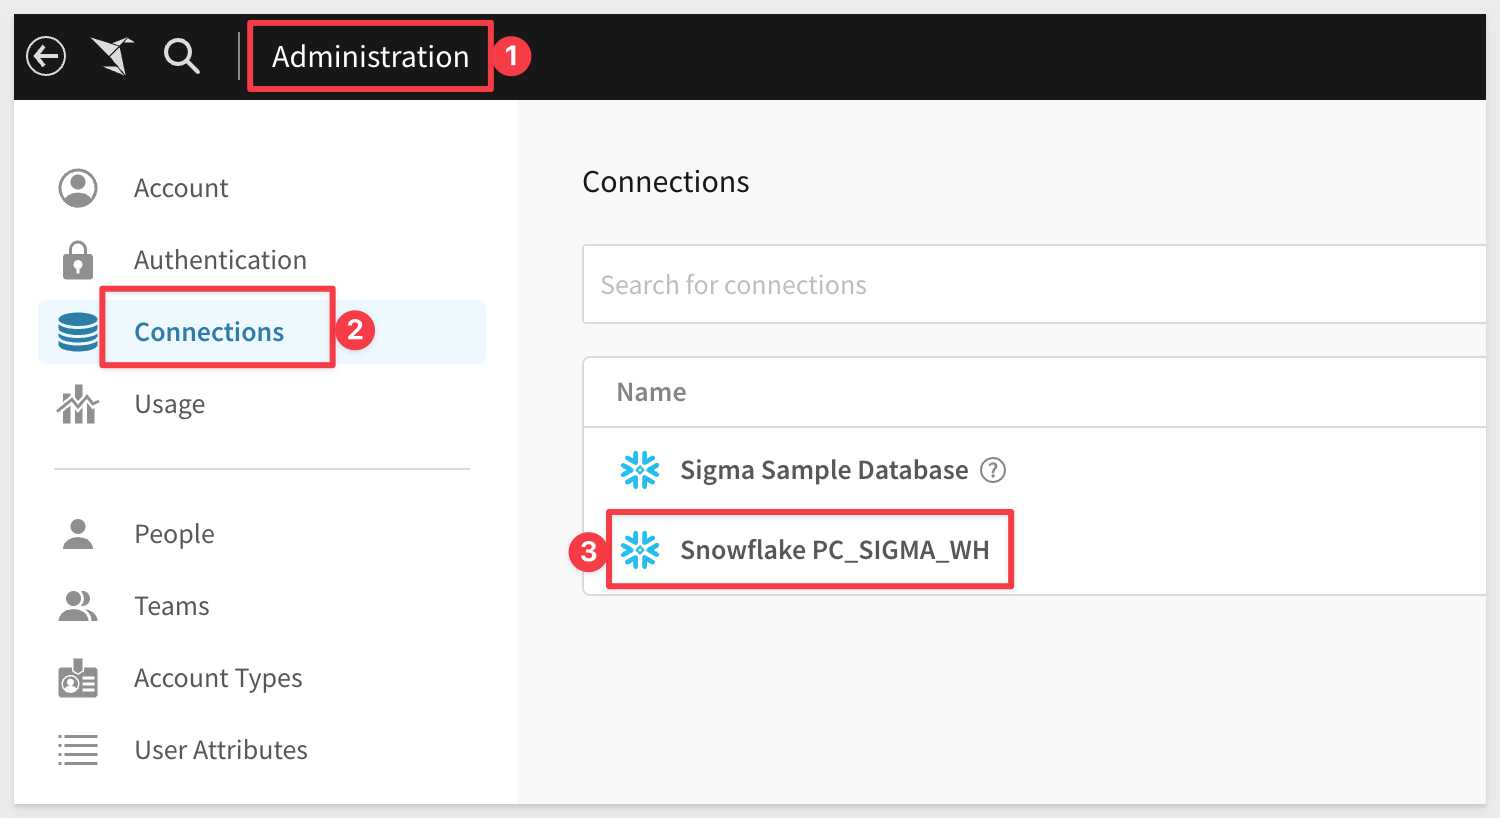 Administration 1
Account
Authentication
Connections 2
Usage
People
Teams
Account Types
User Attributes
Connections
Search for connections
Name
Sigma Sample Database ?
3 Snowflake PC_SIGMA_WH